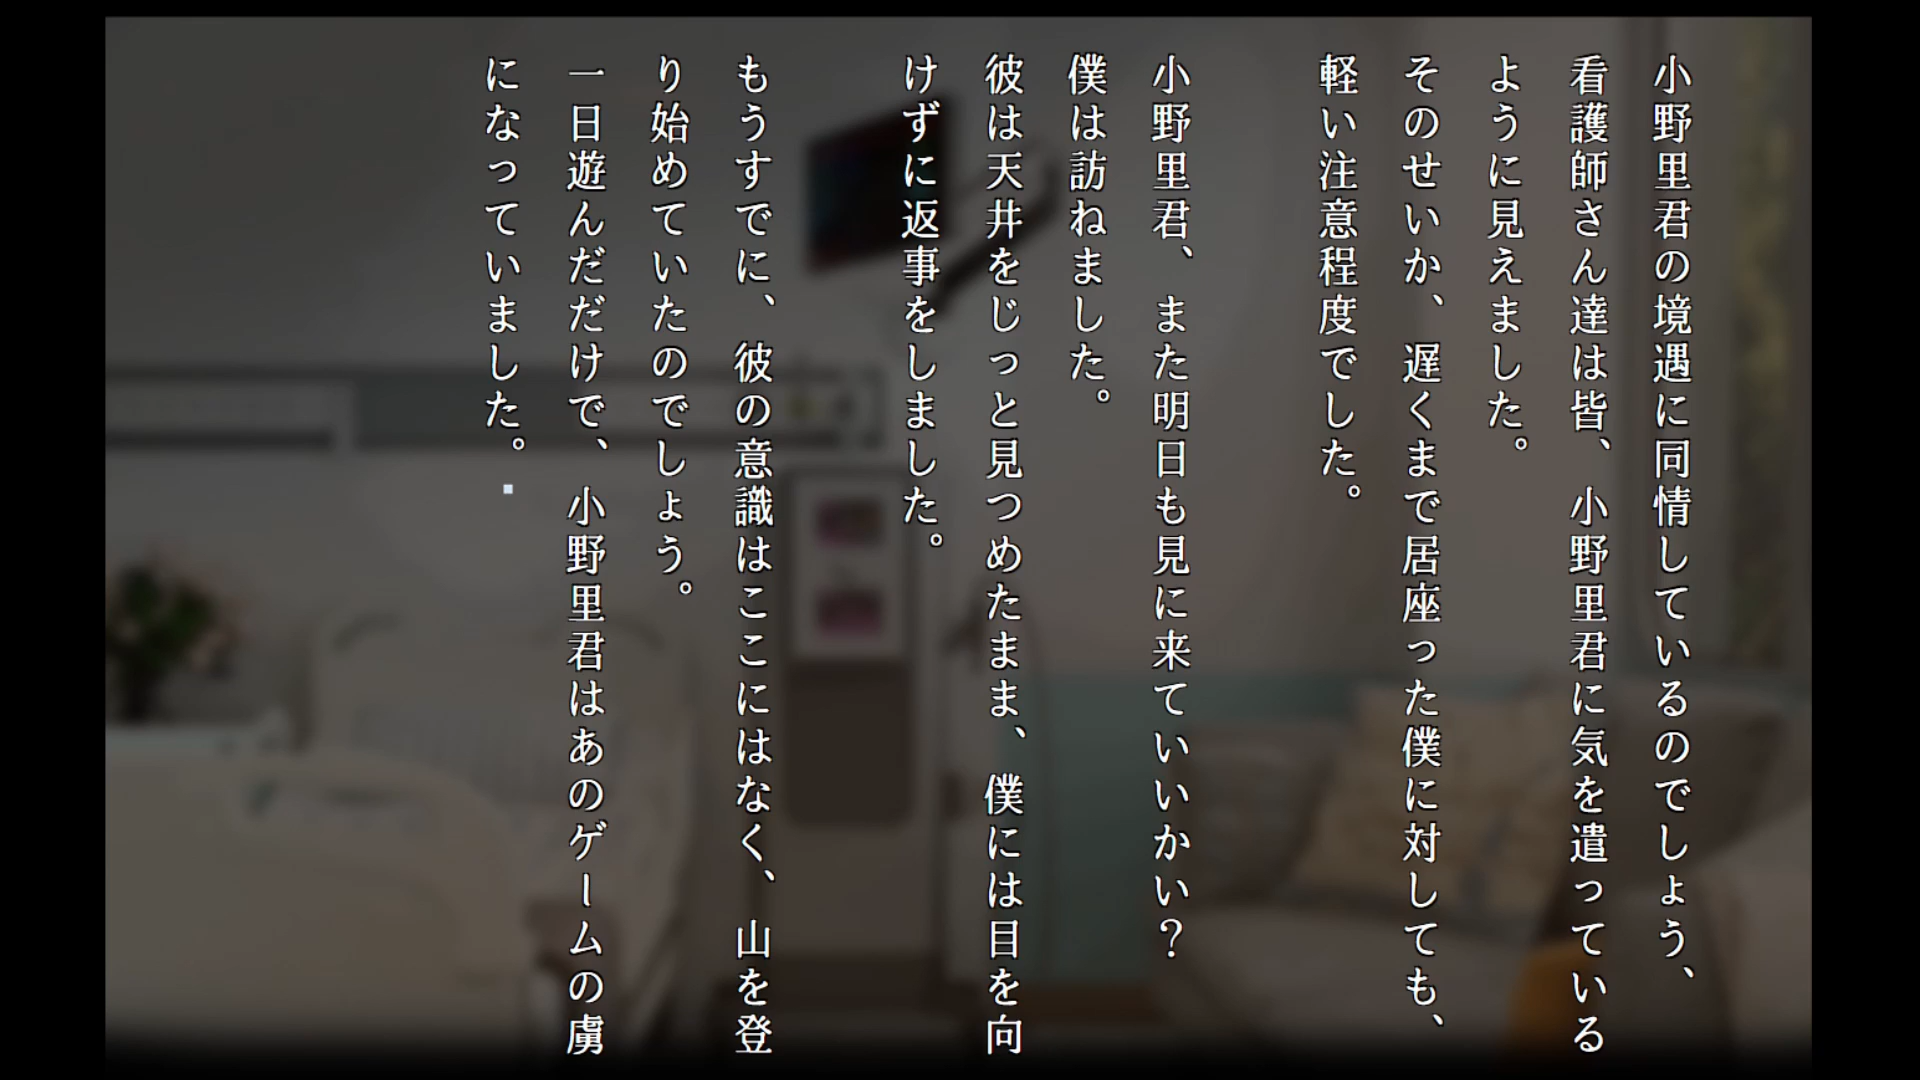 小野里君の境遇に同情しているのでしょう、
看護師さん達は皆、小野里君に気を遣っている
ように見えました。
そのせいか、遅くまで居座った僕に対しても、
軽い注意程度でした。
小野里君、また明日も見に来ていいかい？
僕は訪ねました。
彼は天井をじっと見つめたまま、僕には目を向
けずに返事をしました。
もうすでに、彼の意識はここにはなく、山を登
り始めていたのでしょう。
一日遊んだだけで、小野里君はあのゲームの虜
になっていました。